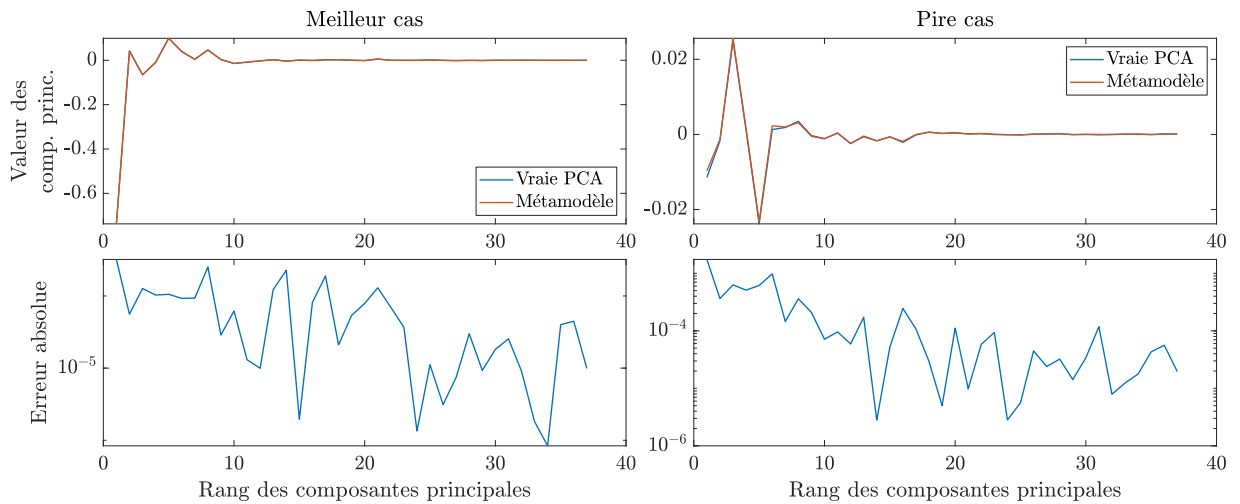 Meilleur cas
Valeur des
comp. princ.
0
-0.2
-0.4
-0.6
Vraie PCA
Métamodèle
0 10 20 30 40
Pire cas
0.02
0
-0.02
Vraie PCA
Métamodèle
0 10 20 30 40
Erreur absolue
10^-5
0 10 20 30 40
Rang des composantes principales
10^-4
10^-6
0 10 20 30 40
Rang des composantes principales